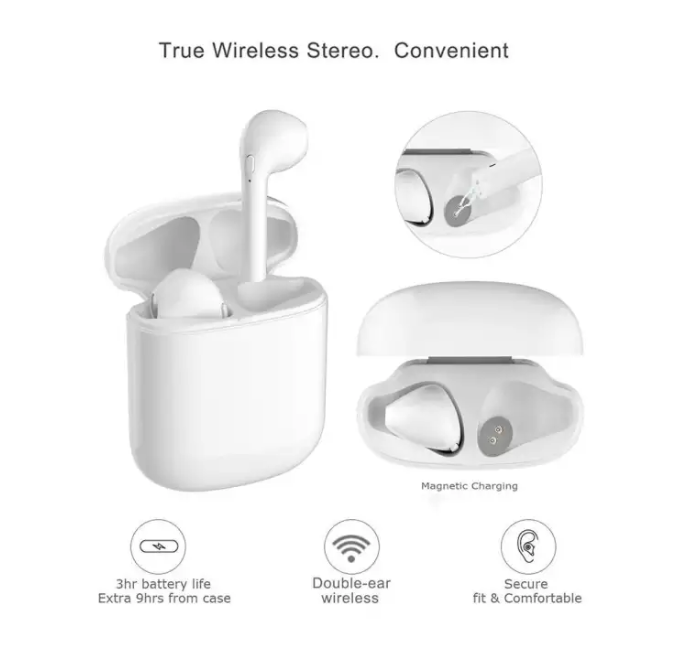 True Wireless Stereo.  Convenient
Magnetic Charging
3hr battery life
Extra 9hrs from case
Double-ear
wireless
Secure
fit & Comfortable